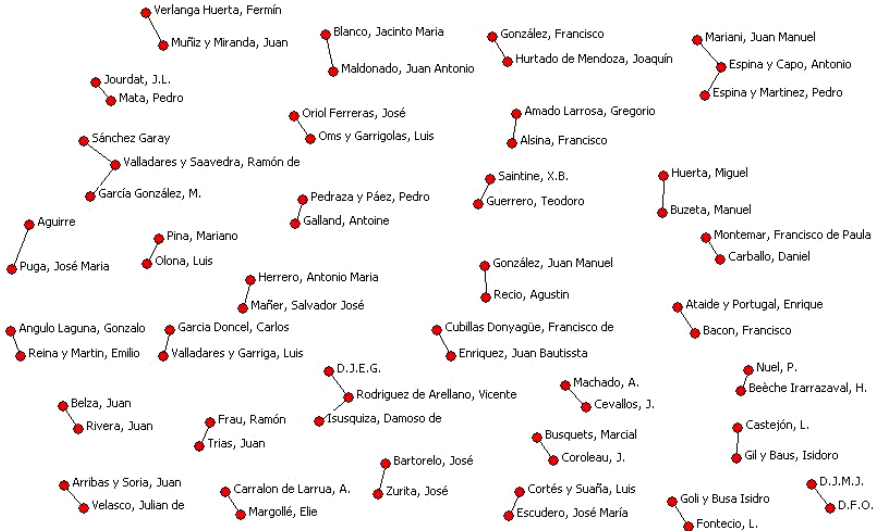 Verlanga Huerta, Fermín
Muñiz y Miranda, Juan
Blanco, Jacinto Maria
Maldonado, Juan Antonio
González, Francisco
Hurtado de Mendoza, Joaquín
Mariani, Juan Manuel
Espina y Capo, Antonio
Espina y Martinez, Pedro
Jourdat, J.L.
Mata, Pedro
Oriol Ferreras, José
Oms y Garrigolas, Luis
Amado Larrosa, Gregorio
Alsina, Francisco
Sánchez Garay
Valladares y Saavedra, Ramón de
García González, M.
Pedraza y Páez, Pedro
Galland, Antoine
Saintine, X.B.
Guerrero, Teodoro
Huerta, Miguel
Buzeta, Manuel
Aguirre
Puga, José Maria
Pina, Mariano
Olona, Luis
Montemar, Francisco de Paula
Carballo, Daniel
Herrero, Antonio Maria
Mañer, Salvador José
González, Juan Manuel
Recio, Agustin
Ataide y Portugal, Enrique
Bacon, Francisco
Angulo Laguna, Gonzalo
Reina y Martin, Emilio
Garcia Doncel, Carlos
Valladares y Garriga, Luis
Cubillas Donyagüe, Francisco de
Enriquez, Juan Bautissta
D.J.E.G.
Rodriguez de Arellano, Vicente
Isusquiza, Damoso de
Machado, A.
Cevallos, J.
Nuel, P.
Beèche Irarrazaval, H.
Belza, Juan
Rivera, Juan
Frau, Ramón
Trias, Juan
Busquets, Marcial
Coroleau, J.
Castejón, L.
Gil y Baus, Isidoro
Bartorelo, José
Zurita, José
Arribas y Soria, Juan
Velasco, Julian de
Carralon de Larrua, A.
Margollé, Elie
Cortés y Suaña, Luis
Escudero, José María
Goli y Busa Isidro
Fontecio, L.
D.J.M.J.
D.F.O.